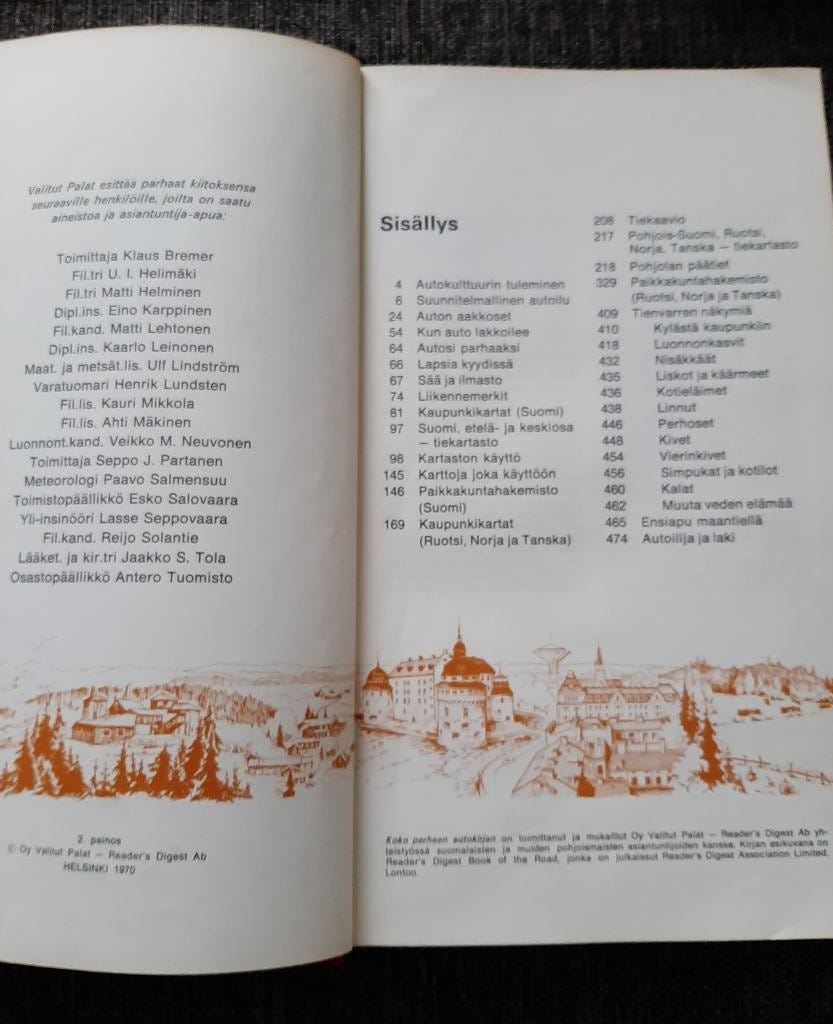 Valitut Palat esittää parhaat kiitoksensa
seuraaville henkilöille, joilta on saatu
aineistoa ja asiantuntija-apua:
Toimittaja Klaus Bremer
Fil.tri U. I. Helimäki
Fil.tri Matti Helminen
Dipl.ins. Eino Karppinen
Fil.kand. Matti Lehtonen
Dipl.ins. Kaarlo Leinonen
Maat. ja metsät.lis. Ulf Lindström
Varatuomari Henrik Lundsten
Fil.lis. Kauri Mikkola
Fil.lis. Ahti Mäkinen
Luonnont.kand. Veikko M. Neuvonen
Toimittaja Seppo J. Partanen
Meteorologi Paavo Salmensuu
Toimistopäällikkö Esko Salovaara
Yli-insinööri Lasse Seppovaara
Fil.kand. Reijo Solantie
Lääket. ja kir.tri Jaakko S. Tola
Osastopäällikkö Antero Tuomisto
2. painos
© Oy Valitut Palat – Reader's Digest Ab
HELSINKI 1970
Sisällys
4 Autokulttuurin tuleminen
6 Suunnitelmallinen autoilu
24 Auton aakkoset
54 Kun auto lakkoilee
64 Autosi parhaaksi
66 Lapsia kyydissä
67 Sää ja ilmasto
74 Liikennemerkit
81 Kaupunkikartat (Suomi)
97 Suomi, etelä- ja keskiosa
– tiekartasto
98 Kartaston käyttö
145 Karttoja joka käyttöön
146 Paikkakuntahakemisto
(Suomi)
169 Kaupunkikartat
(Ruotsi, Norja ja Tanska)
208 Tiekaavio
217 Pohjois-Suomi, Ruotsi,
Norja, Tanska – tiekartasto
218 Pohjolan päätiet
329 Paikkakuntahakemisto
(Ruotsi, Norja ja Tanska)
409 Tienvarren näkymiä
410 Kylästä kaupunkiin
418 Luonnonkasvit
432 Nisäkkäät
435 Liskot ja käärmeet
436 Kotieläimet
438 Linnut
446 Perhoset
448 Kivet
454 Vierinkivet
456 Simpukat ja kotilot
460 Kalat
462 Muuta veden elämää
465 Ensiapu maantiellä
474 Autoilija ja laki
Koko perheen autokirjan on toimittanut ja mukaillut Oy Valitut Palat – Reader's Digest Ab yh-
teistyössä suomalaisten ja muiden pohjoismaisten asiantuntijoiden kanssa. Kirjan esikuvana on
Reader's Digest Book of the Road, jonka on julkaissut Reader's Digest Association Limited,
Lontoo.